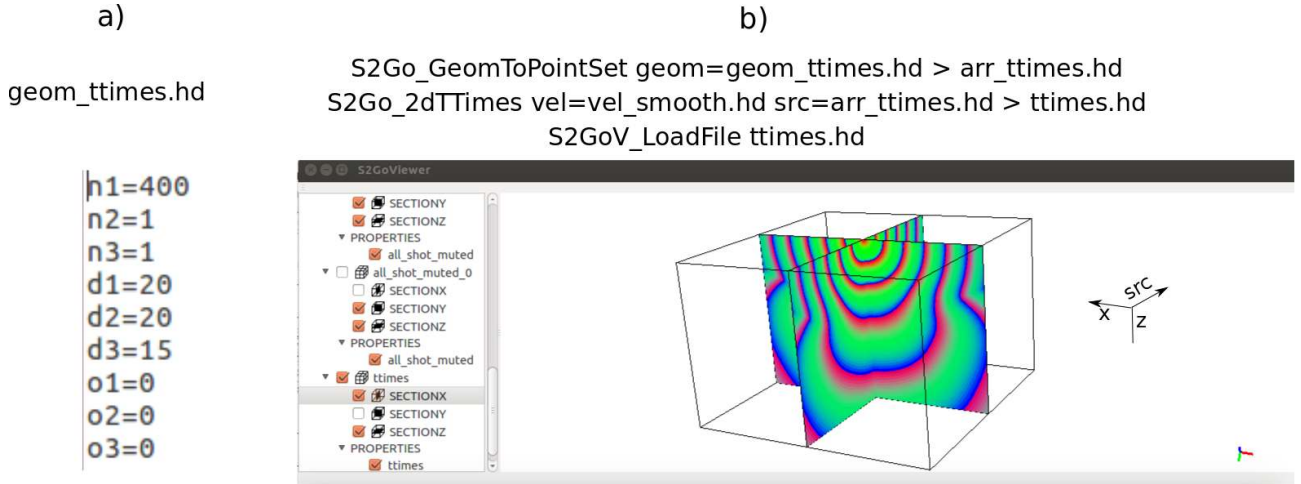 a)
geom_ttimes.hd
n1=400
n2=1
n3=1
d1=20
d2=20
d3=15
o1=0
o2=0
o3=0
b)
S2Go_GeomToPointSet geom=geom_ttimes.hd > arr_ttimes.hd
S2Go_2dTTimes vel=vel_smooth.hd src=arr_ttimes.hd > ttimes.hd
S2GoV_LoadFile ttimes.hd
S2GoViewer
SECTIONY
SECTIONZ
PROPERTIES
all_shot_muted
all_shot_muted_0
SECTIONX
SECTIONY
SECTIONZ
PROPERTIES
all_shot_muted
ttimes
SECTIONX
SECTIONY
SECTIONZ
PROPERTIES
ttimes
src
x
z